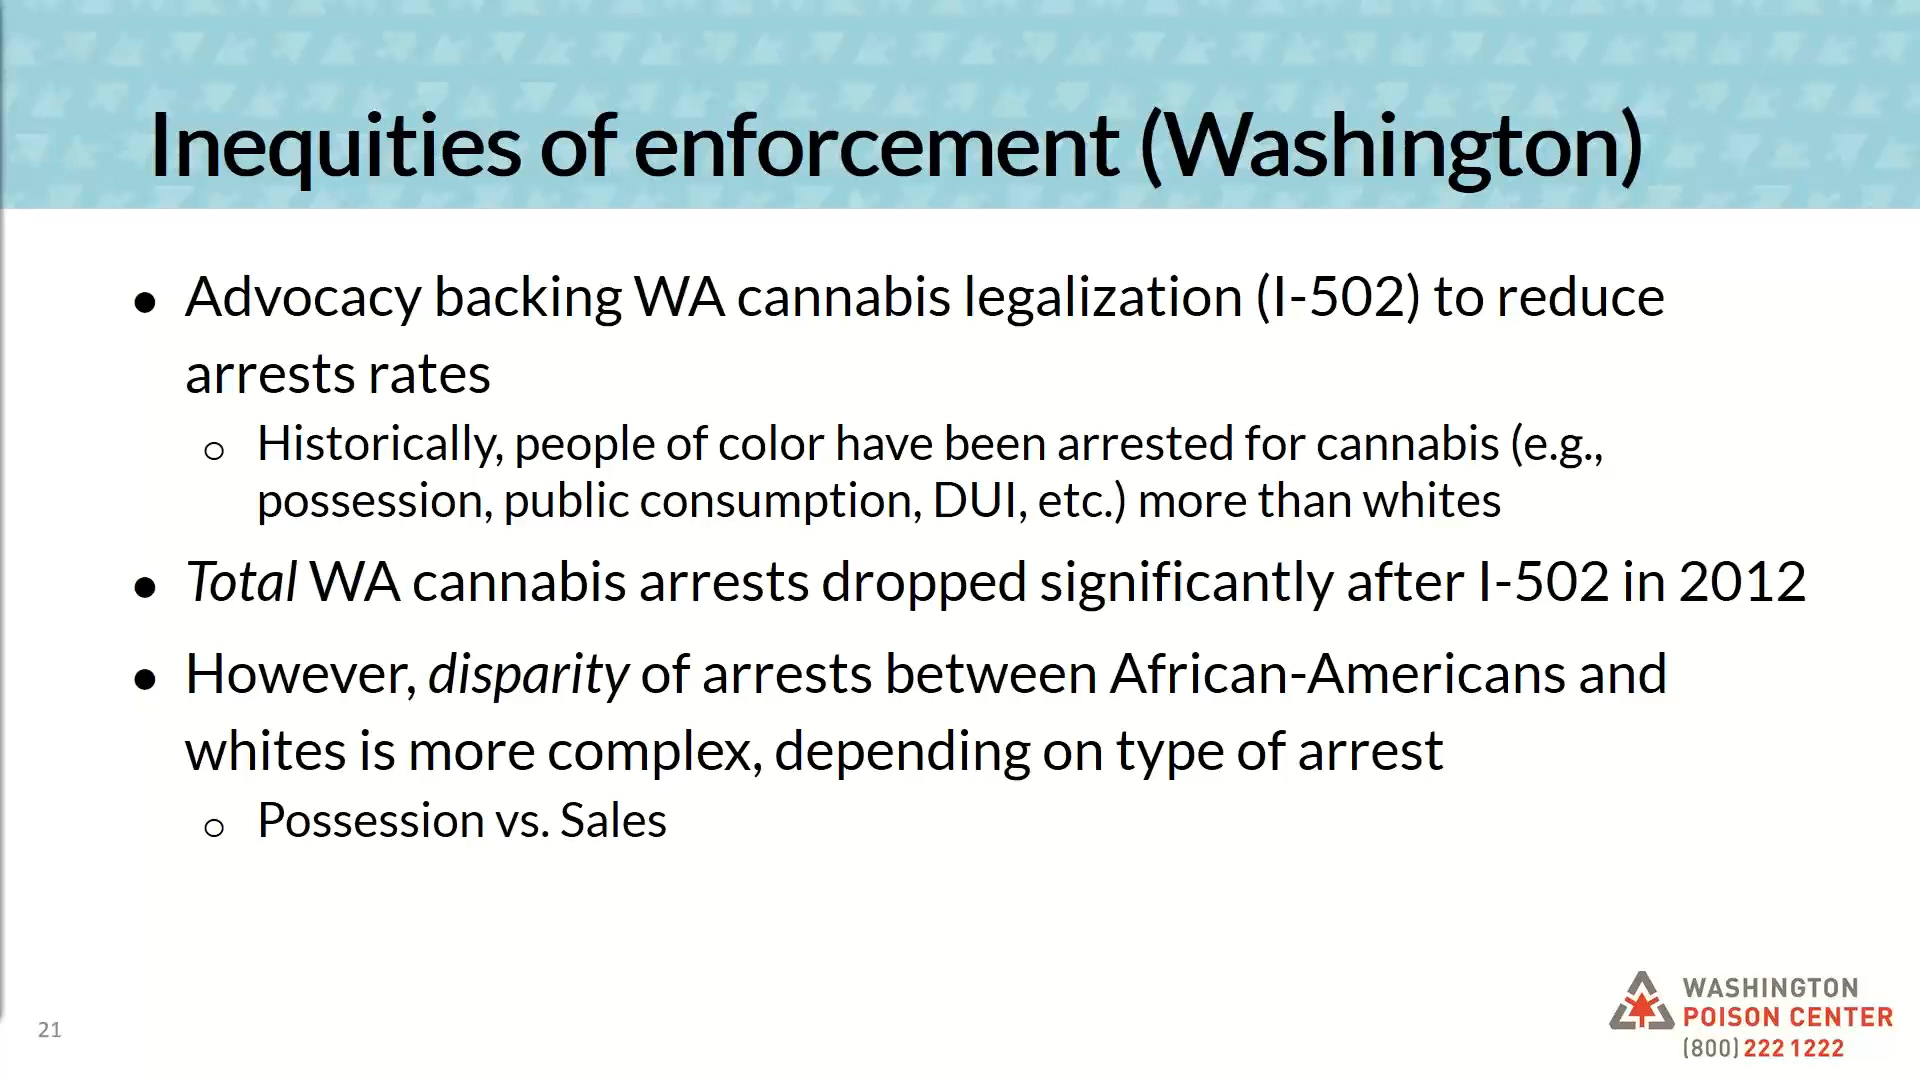 Inequities of enforcement (Washington)
● Advocacy backing WA cannabis legalization (I-502) to reduce
arrests rates
○ Historically, people of color have been arrested for cannabis (e.g.,
possession, public consumption, DUI, etc.) more than whites
● Total WA cannabis arrests dropped significantly after I-502 in 2012
● However, disparity of arrests between African-Americans and
whites is more complex, depending on type of arrest
○ Possession vs. Sales
21
WASHINGTON
POISON CENTER
(800) 222 1222